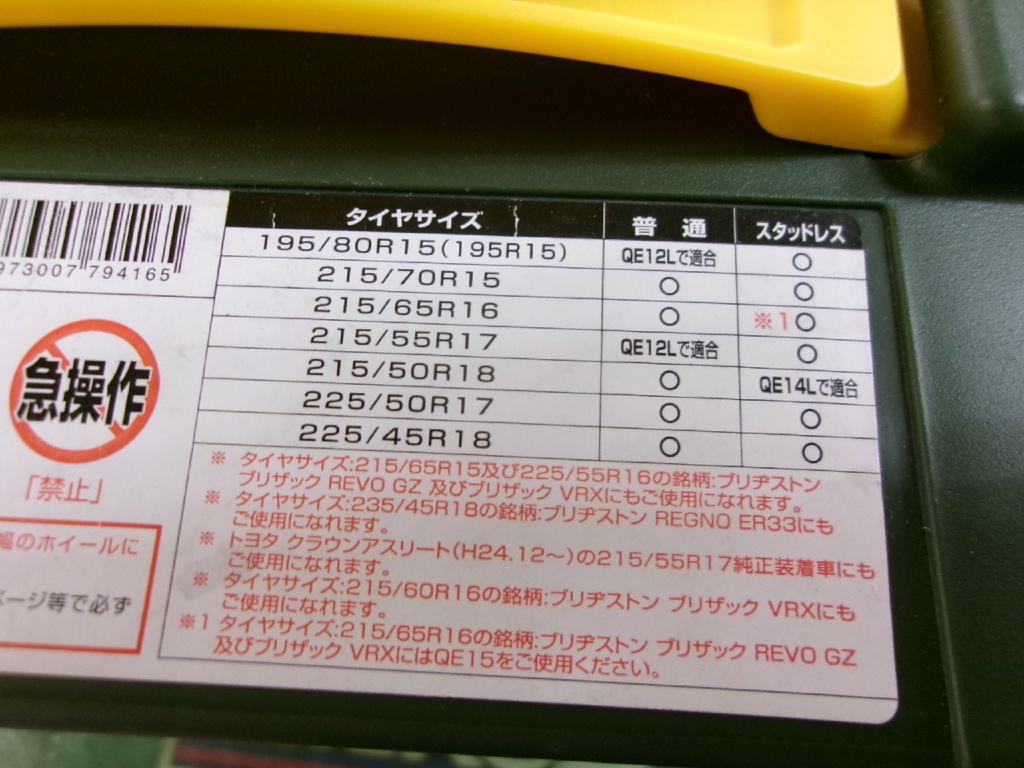 973007 794165
急操作
「禁止」
幅のホイールに
ページ等で必ず
タイヤサイズ 普通 スタッドレス
195/80R15(195R15) QE12Lで適合 ○
215/70R15 ○ ○
215/65R16 ○ ※1○
215/55R17 QE12Lで適合 ○
215/50R18 ○ QE14Lで適合
225/50R17 ○ ○
225/45R18 ○ ○
※ タイヤサイズ:215/65R15及び225/55R16の銘柄:ブリヂストン
ブリザック REVO GZ 及びブリザック VRXにもご使用になれます。
※ タイヤサイズ:235/45R18の銘柄:ブリヂストン REGNO ER33にも
ご使用になれます。
※ トヨタ クラウンアスリート(H24.12〜)の215/55R17純正装着車にも
ご使用になれます。
※ タイヤサイズ:215/60R16の銘柄:ブリヂストン ブリザック VRXにも
ご使用になれます。
※1 タイヤサイズ:215/65R16の銘柄:ブリヂストン ブリザック REVO GZ
及びブリザック VRXにはQE15をご使用ください。